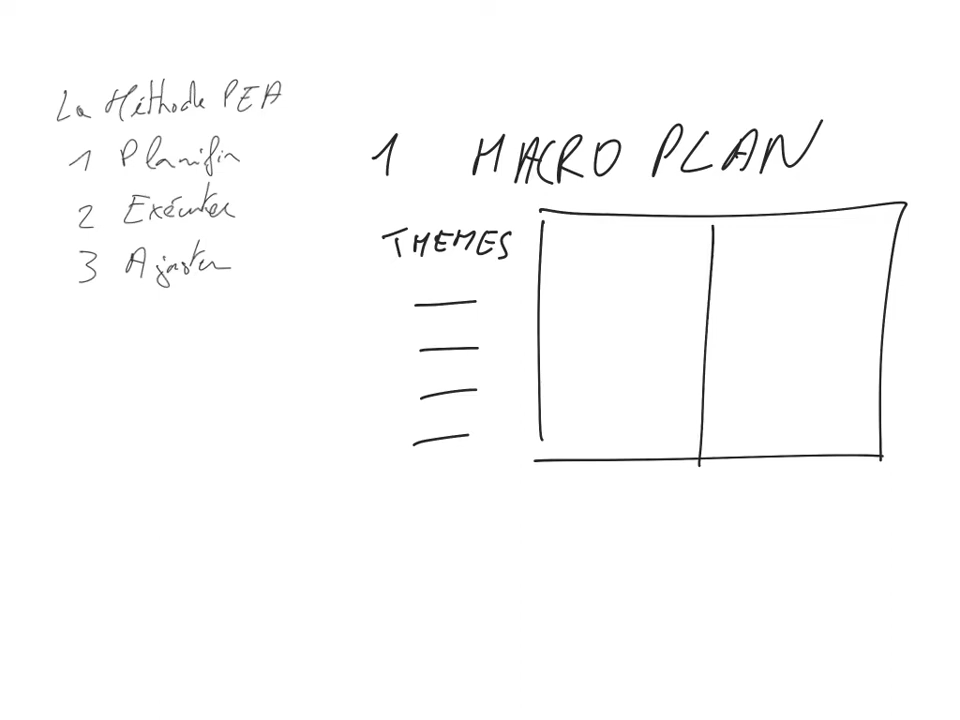 La Méthode PEA
1 Planifier
2 Exécuter
3 Ajuster
1 MACRO PLAN
THEMES